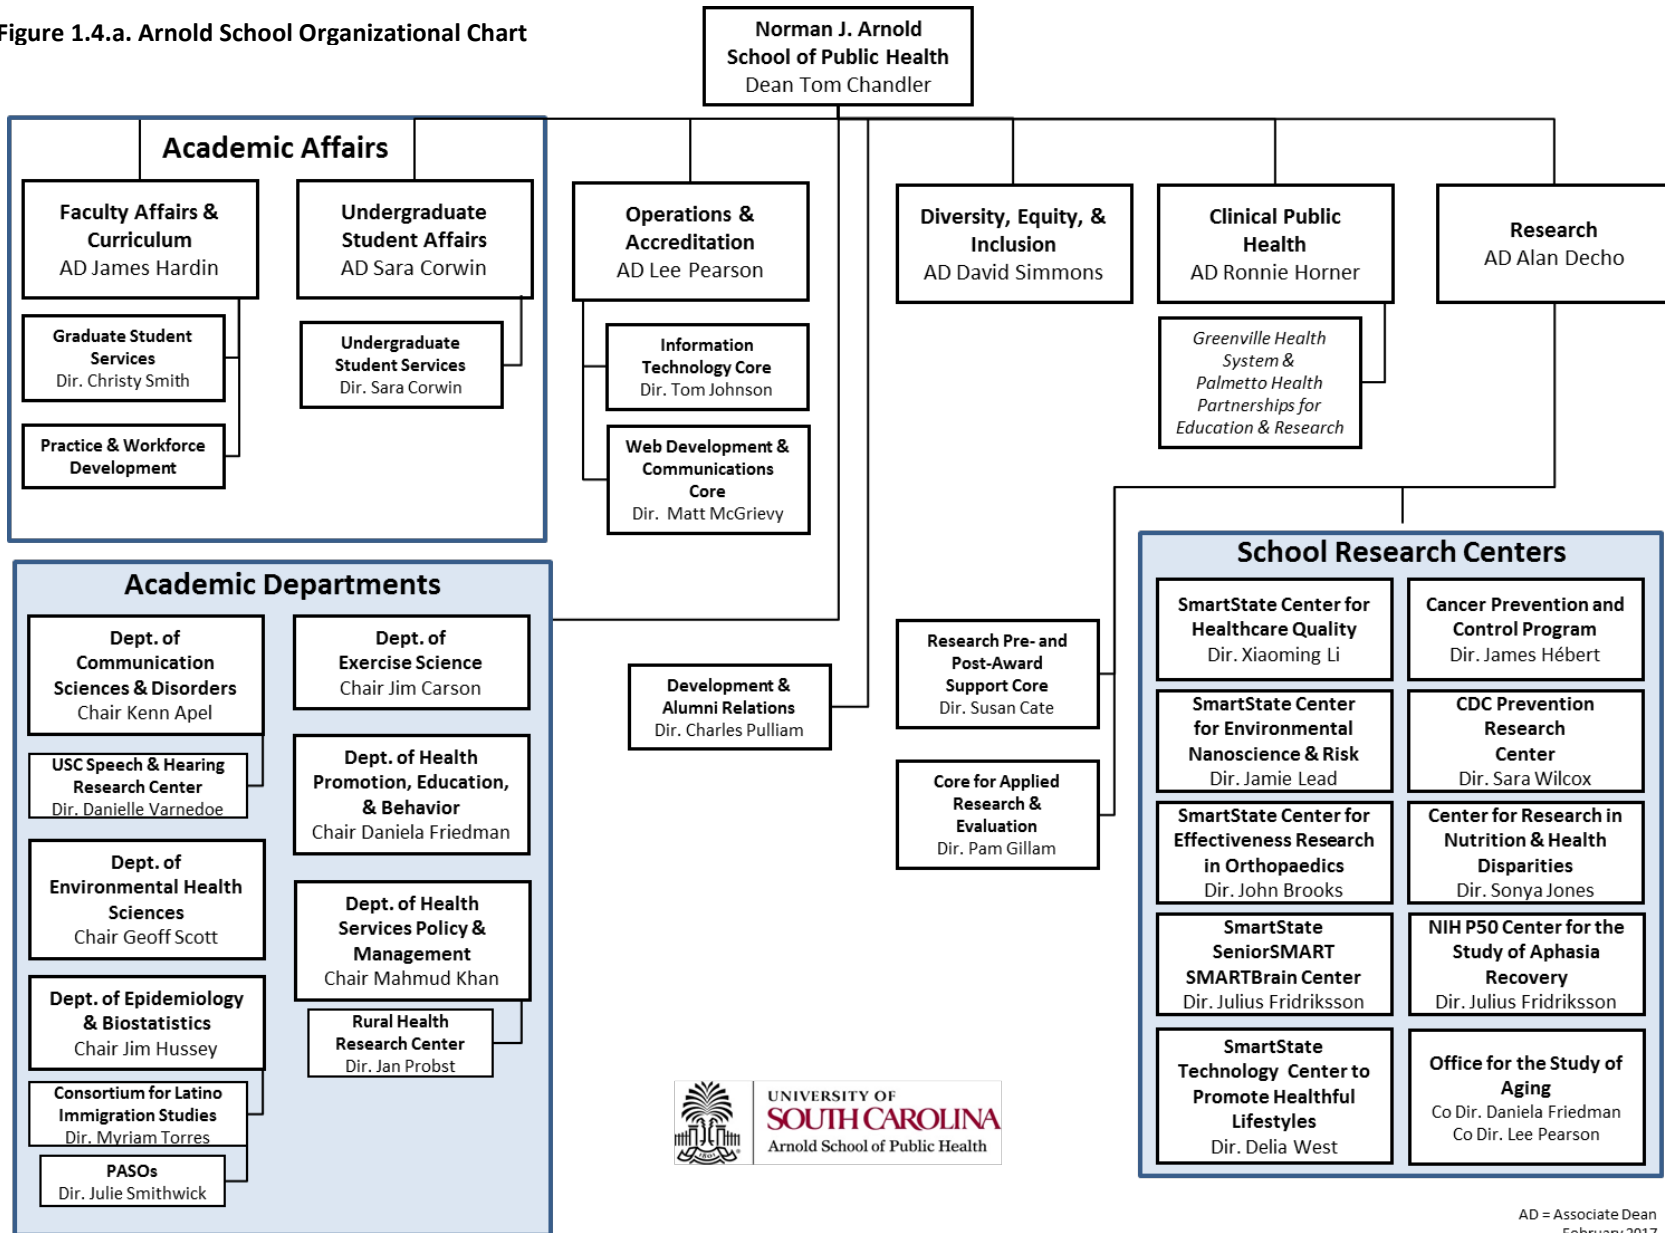 Figure 1.4.a. Arnold School Organizational Chart
Norman J. Arnold
School of Public Health
Dean Tom Chandler
Academic Affairs
Faculty Affairs &
Curriculum
AD James Hardin
Undergraduate
Student Affairs
AD Sara Corwin
Operations &
Accreditation
AD Lee Pearson
Diversity, Equity, &
Inclusion
AD David Simmons
Clinical Public
Health
AD Ronnie Horner
Research
AD Alan Decho
Graduate Student
Services
Dir. Christy Smith
Practice & Workforce
Development
Undergraduate
Student Services
Dir. Sara Corwin
Information
Technology Core
Dir. Tom Johnson
Web Development &
Communications
Core
Dir. Matt McGrievy
Greenville Health
System &
Palmetto Health
Partnerships for
Education & Research
Academic Departments
Dept. of
Communication
Sciences & Disorders
Chair Kenn Apel
USC Speech & Hearing
Research Center
Dir. Danielle Varnedoe
Dept. of
Environmental Health
Sciences
Chair Geoff Scott
Dept. of Epidemiology
& Biostatistics
Chair Jim Hussey
Consortium for Latino
Immigration Studies
Dir. Myriam Torres
PASOs
Dir. Julie Smithwick
Dept. of
Exercise Science
Chair Jim Carson
Dept. of Health
Promotion, Education,
& Behavior
Chair Daniela Friedman
Dept. of Health
Services Policy &
Management
Chair Mahmud Khan
Rural Health
Research Center
Dir. Jan Probst
Development &
Alumni Relations
Dir. Charles Pulliam
Research Pre- and
Post-Award
Support Core
Dir. Susan Cate
Core for Applied
Research &
Evaluation
Dir. Pam Gillam
School Research Centers
SmartState Center for
Healthcare Quality
Dir. Xiaoming Li
SmartState Center
for Environmental
Nanoscience & Risk
Dir. Jamie Lead
SmartState Center for
Effectiveness Research
in Orthopaedics
Dir. John Brooks
SmartState
SeniorSMART
SMARTBrain Center
Dir. Julius Fridriksson
SmartState
Technology Center to
Promote Healthful
Lifestyles
Dir. Delia West
Cancer Prevention and
Control Program
Dir. James Hébert
CDC Prevention
Research
Center
Dir. Sara Wilcox
Center for Research in
Nutrition & Health
Disparities
Dir. Sonya Jones
NIH P50 Center for the
Study of Aphasia
Recovery
Dir. Julius Fridriksson
Office for the Study of
Aging
Co Dir. Daniela Friedman
Co Dir. Lee Pearson
UNIVERSITY OF
SOUTH CAROLINA
Arnold School of Public Health
AD = Associate Dean
February 2017